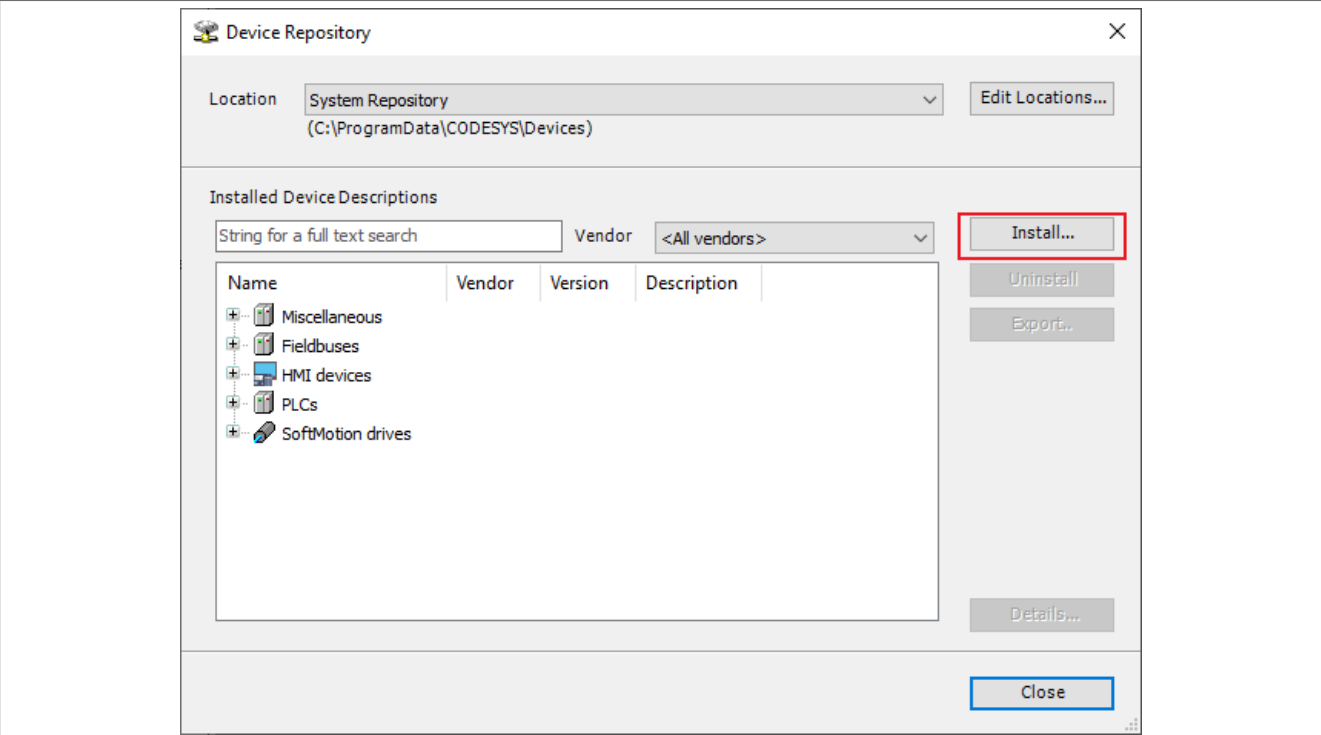 Device Repository
Location
System Repository
Edit Locations...
(C:\ProgramData\CODESYS\Devices)
Installed Device Descriptions
String for a full text search
Vendor
<All vendors>
Install...
Name Vendor Version Description
Uninstall
Miscellaneous
Export..
Fieldbuses
HMI devices
PLCs
SoftMotion drives
Details...
Close